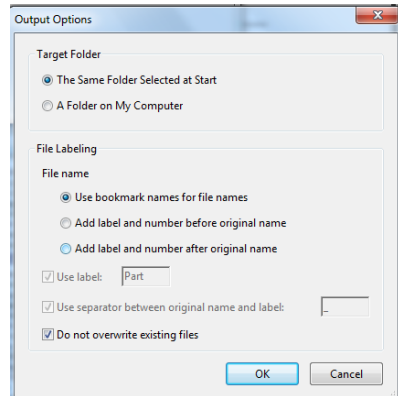 Output Options
Target Folder
The Same Folder Selected at Start
A Folder on My Computer
File Labeling
File name
Use bookmark names for file names
Add label and number before original name
Add label and number after original name
Use label: Part
Use separator between original name and label: _
Do not overwrite existing files
OK Cancel